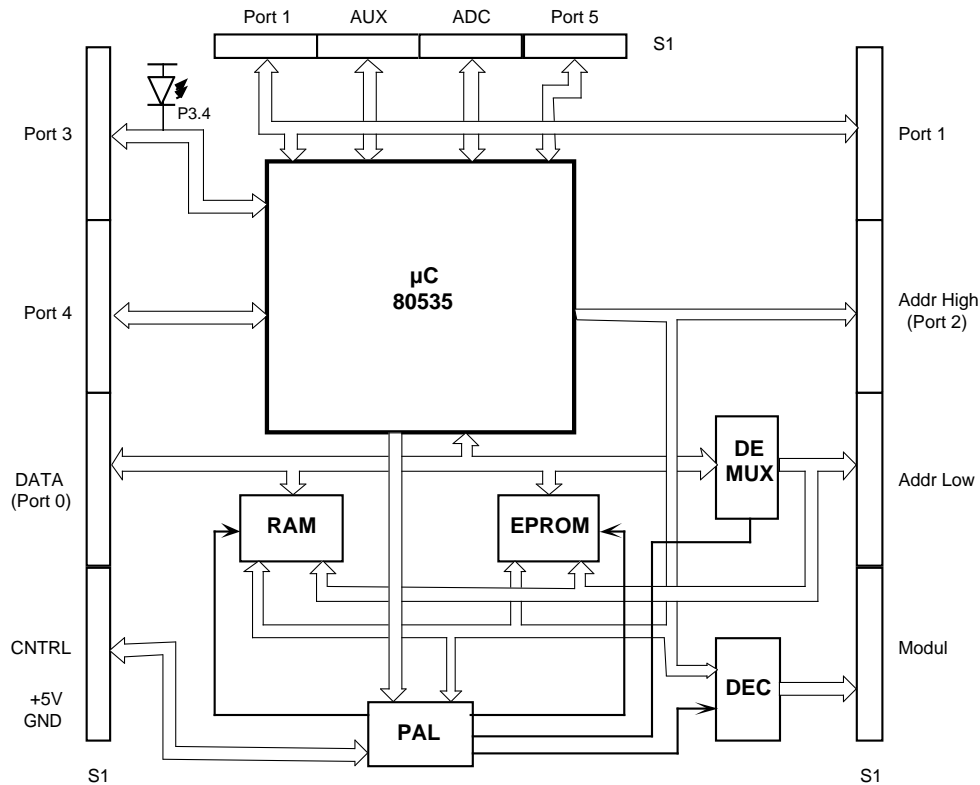 Port 1 AUX ADC Port 5
S1
P3.4
Port 3
Port 1
µC
80535
Port 4
Addr High
(Port 2)
DE
MUX
DATA
(Port 0)
Addr Low
RAM
EPROM
CNTRL
Modul
+5V
GND
DEC
PAL
S1
S1